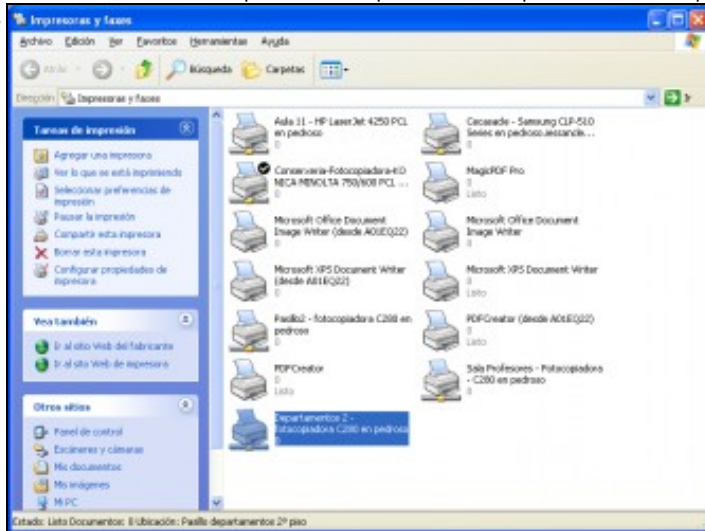 Impresoras y faxes
Archivo Edición Ver Favoritos Herramientas Ayuda
Atrás Búsqueda Carpetas
Dirección Impresoras y faxes Ir
Tareas de impresión
Agregar una impresora
Ver lo que se está imprimiendo
Seleccionar preferencias de
impresión
Pausar la impresión
Compartir esta impresora
Borrar esta impresora
Configurar propiedades de
impresora
Vea también
Ir al sitio Web del fabricante
Ir al sitio Web de impresora
Otros sitios
Panel de control
Escáneres y cámaras
Mis documentos
Mis imágenes
Mi PC
Aula 11 - HP LaserJet 4250 PCL
en pedroso
0
Samsung CLP-510
Series en
0
Conserveria-Fotocopiadora-KO
NICA MINOLTA 750/600 PCL ...
0
MagicPDF Pro
0
Listo
Microsoft Office Document
Image Writer (desde A01EQ22)
0
Microsoft Office Document
Image Writer
0
Microsoft XPS Document Writer
(desde A01EQ22)
0
Microsoft XPS Document Writer
0
Listo
Pasillo2 - fotocopiadora C280 en
pedroso
0
PDFCreator (desde A01EQ22)
0
Listo
PDFCreator
0
Listo
Sala Profesores - Fotocopiadora
- C280 en pedroso
0
Departamentos 2 -
fotocopiadora C280 en pedroso
0
Estado: Listo Documentos: 0 Ubicación: Pasillo departamentos 2º piso